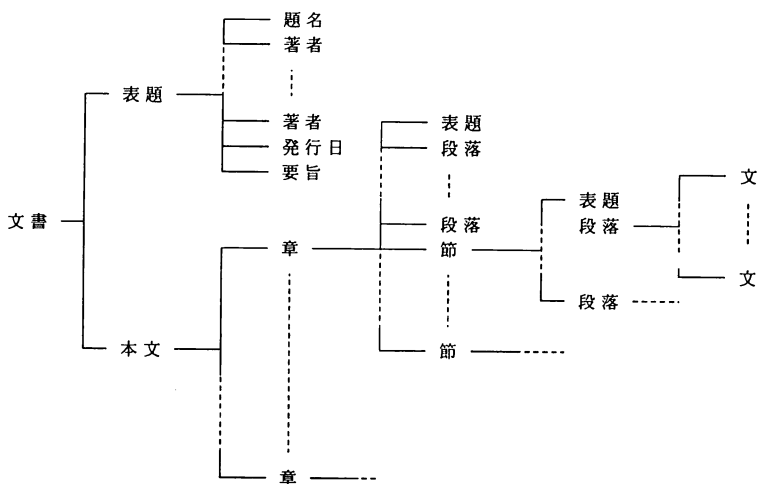 題名
著者
表題
著者
発行日
要旨
表題
段落
段落
文書
章
節
表題
段落
文
文
段落
本文
節
章